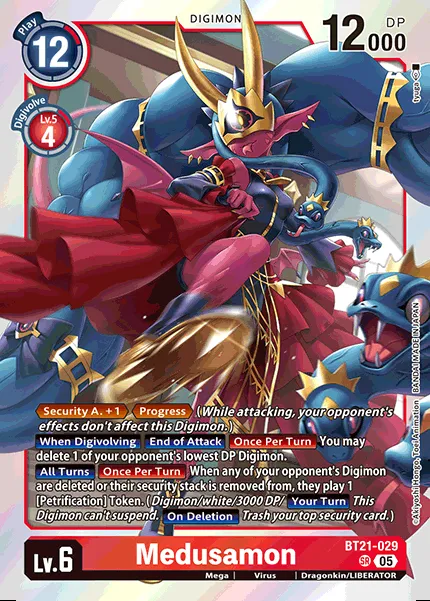 DIGIMON
Play
12
12000
DP
Digivolve
Lv.5
4
tyuga
Security A. +1 Progress (While attacking, your opponent's
effects don't affect this Digimon.)
When Digivolving End of Attack Once Per Turn You may
delete 1 of your opponent's lowest DP Digimon.
All Turns Once Per Turn When any of your opponent's Digimon
are deleted or their security stack is removed from, they play 1
[Petrification] Token. (Digimon/white/3000 DP/ Your Turn This
Digimon can't suspend. On Deletion Trash your top security card.)
©Akiyoshi Hongo, Toei Animation BANDAI MADE IN JAPAN
BT21-029
Lv.6
Medusamon
SR 05
Mega | Virus | Dragonkin/LIBERATOR